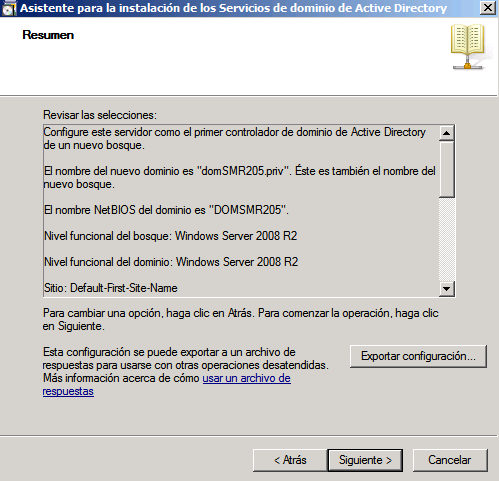 Asistente para la instalación de los Servicios de dominio de Active Directory
Resumen
Revisar las selecciones:
Configure este servidor como el primer controlador de dominio de Active Directory
de un nuevo bosque.
El nombre del nuevo dominio es "domSMR205.priv". Éste es también el nombre del
nuevo bosque.
El nombre NetBIOS del dominio es "DOMSMR205".
Nivel funcional del bosque: Windows Server 2008 R2
Nivel funcional del dominio: Windows Server 2008 R2
Sitio: Default-First-Site-Name
Para cambiar una opción, haga clic en Atrás. Para comenzar la operación, haga clic
en Siguiente.
Esta configuración se puede exportar a un archivo de
respuestas para usarse con otras operaciones desatendidas.
Más información acerca de cómo usar un archivo de
respuestas
Exportar configuración...
< Atrás
Siguiente >
Cancelar